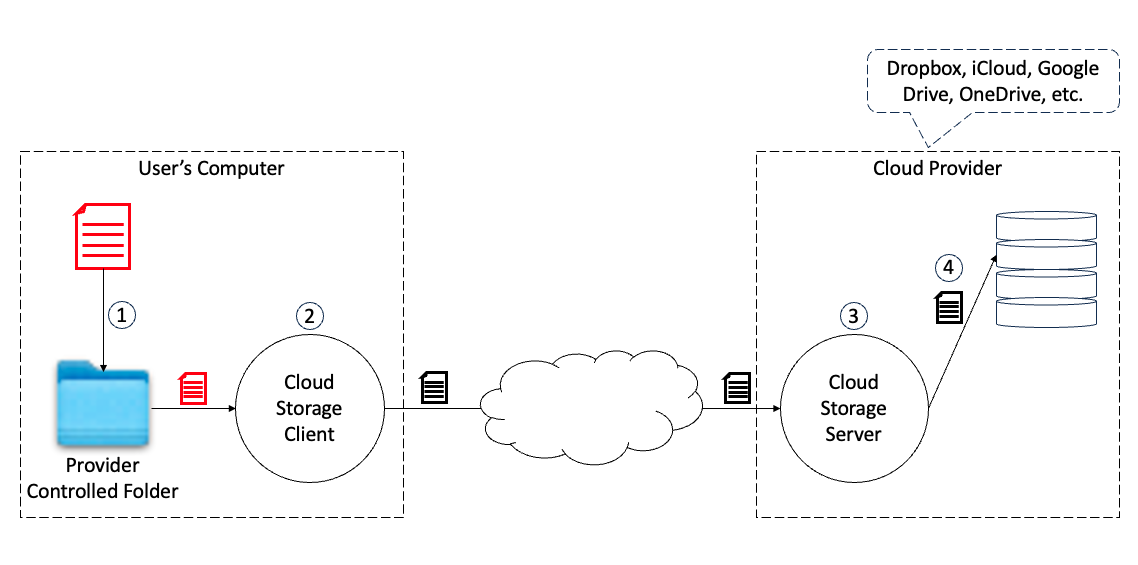 Dropbox, iCloud, Google
Drive, OneDrive, etc.
User’s Computer
Cloud Provider
1
2
3
4
Cloud
Storage
Client
Cloud
Storage
Server
Provider
Controlled Folder